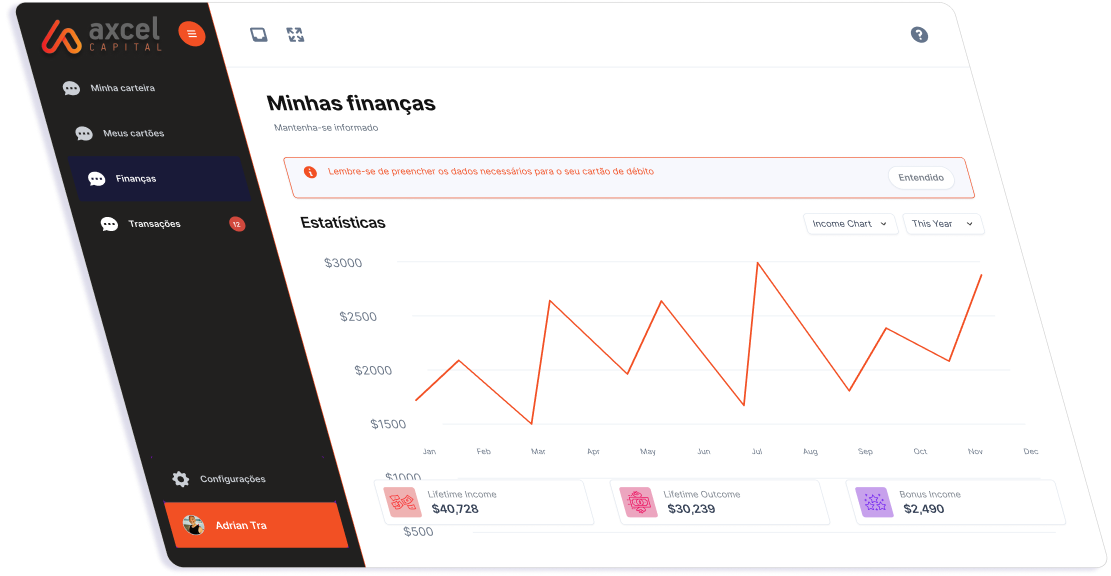 axcel
CAPITAL
Minha carteira
Meus cartões
Finanças
Transações 12
Configurações
Adrian Tra
Minhas finanças
Mantenha-se informado
Lembre-se de preencher os dados necessários para o seu cartão de débito
Entendido
Estatísticas
Income Chart
This Year
$3000
$2500
$2000
$1500
Jan Feb Mar Apr May Jun Jul Aug Sep Oct Nov Dec
$1000
Lifetime Income
$40,728
Lifetime Outcome
$30,239
Bonus Income
$2,490
$500